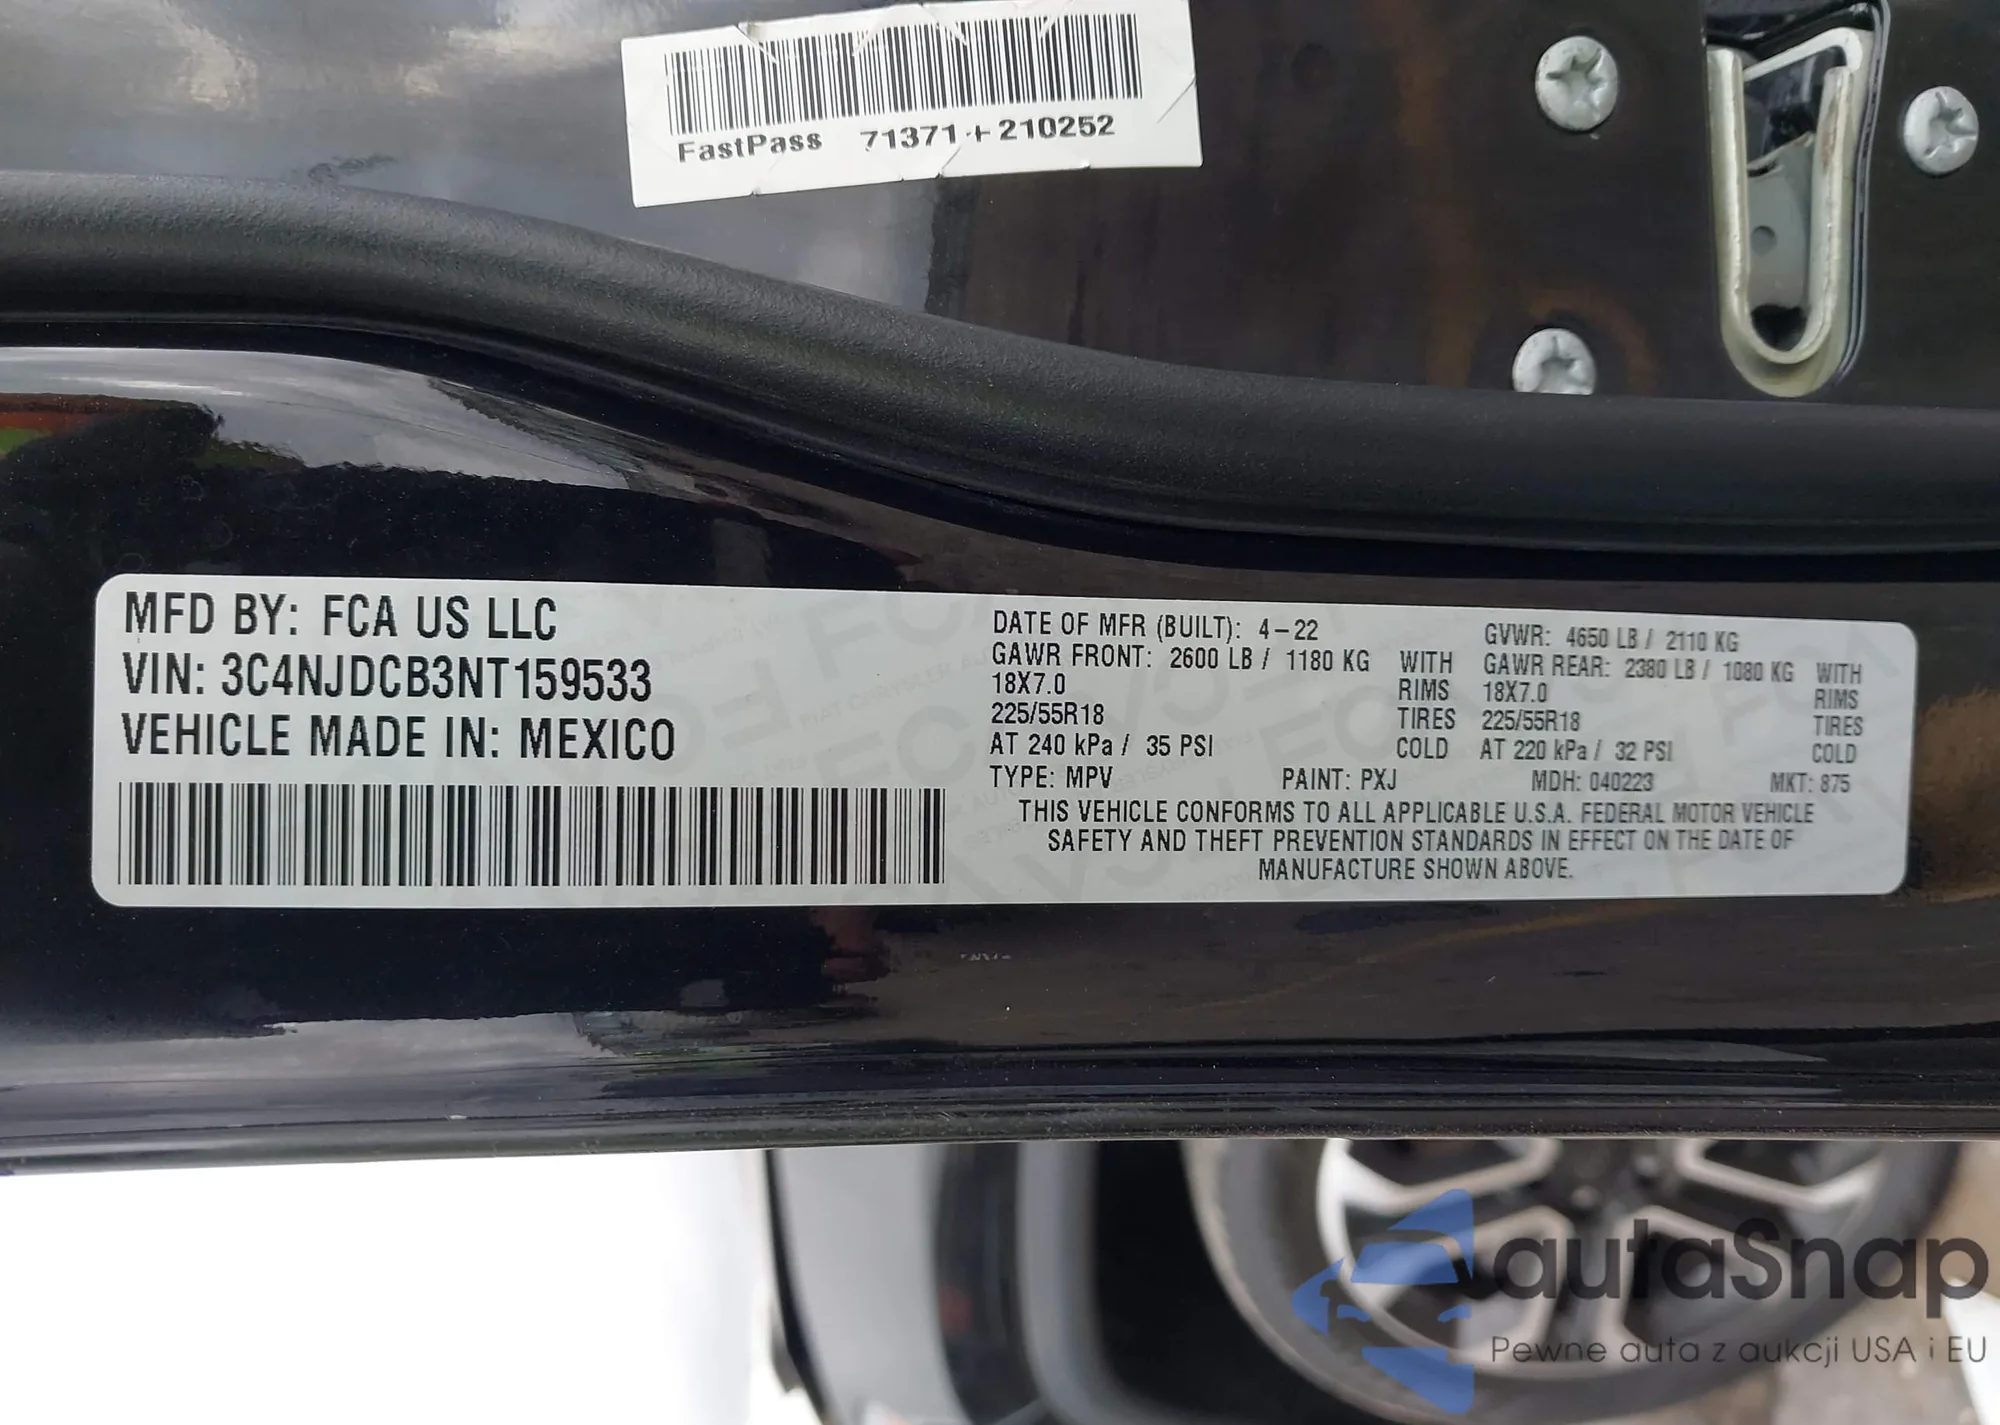 FastPass 71371+210252
MFD BY: FCA US LLC
VIN: 3C4NJDCB3NT159533
VEHICLE MADE IN: MEXICO
DATE OF MFR (BUILT): 4-22 GVWR: 4650 LB / 2110 KG
GAWR FRONT: 2600 LB / 1180 KG WITH GAWR REAR: 2380 LB / 1080 KG WITH
18X7.0 RIMS 18X7.0 RIMS
225/55R18 TIRES 225/55R18 TIRES
AT 240 kPa / 35 PSI COLD AT 220 kPa / 32 PSI COLD
TYPE: MPV PAINT: PXJ MDH: 040223 MKT: 875
THIS VEHICLE CONFORMS TO ALL APPLICABLE U.S.A. FEDERAL MOTOR VEHICLE
SAFETY AND THEFT PREVENTION STANDARDS IN EFFECT ON THE DATE OF
MANUFACTURE SHOWN ABOVE.
autaSnap
Pewne auta z aukcji USA i EU